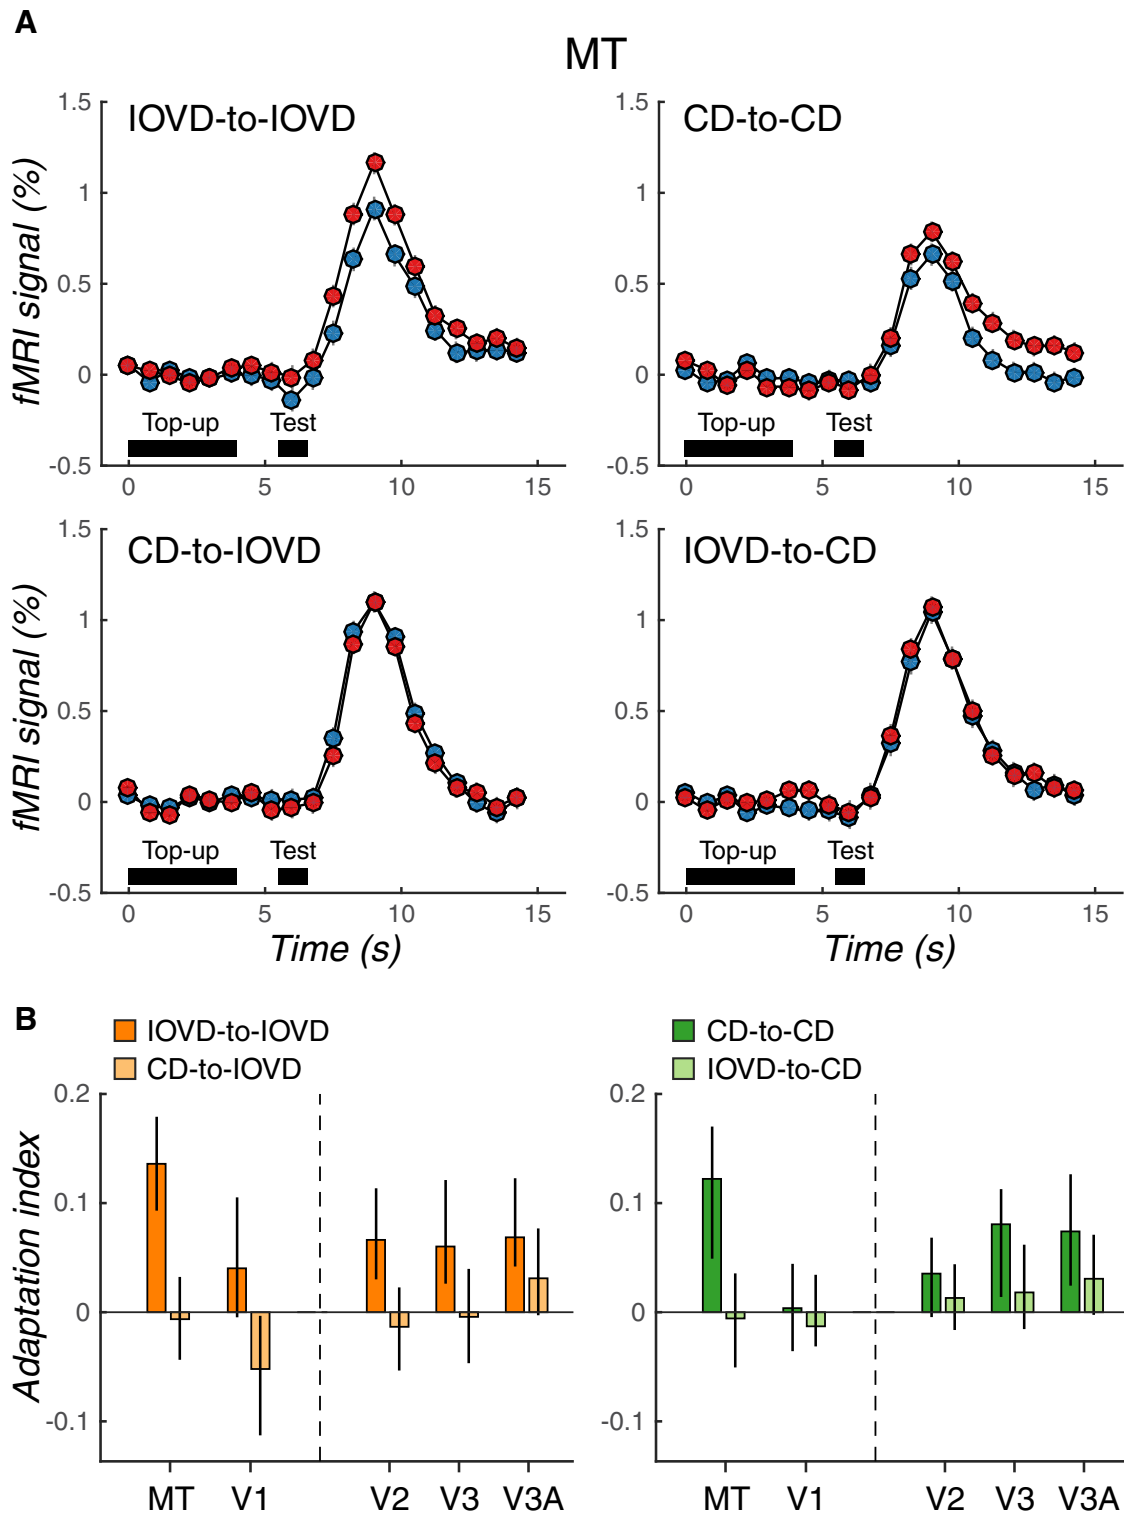 A
MT
IOVD-to-IOVD
CD-to-CD
fMRI signal (%)
1.5
1
0.5
0
-0.5
Top-up
Test
0
5
10
15
1.5
1
0.5
0
-0.5
Top-up
Test
0
5
10
15
CD-to-IOVD
IOVD-to-CD
fMRI signal (%)
1.5
1
0.5
0
-0.5
Top-up
Test
0
5
10
15
Time (s)
1.5
1
0.5
0
-0.5
Top-up
Test
0
5
10
15
Time (s)
B
IOVD-to-IOVD
CD-to-IOVD
Adaptation index
0.2
0.1
0
-0.1
MT
V1
V2
V3
V3A
CD-to-CD
IOVD-to-CD
0.2
0.1
0
-0.1
MT
V1
V2
V3
V3A